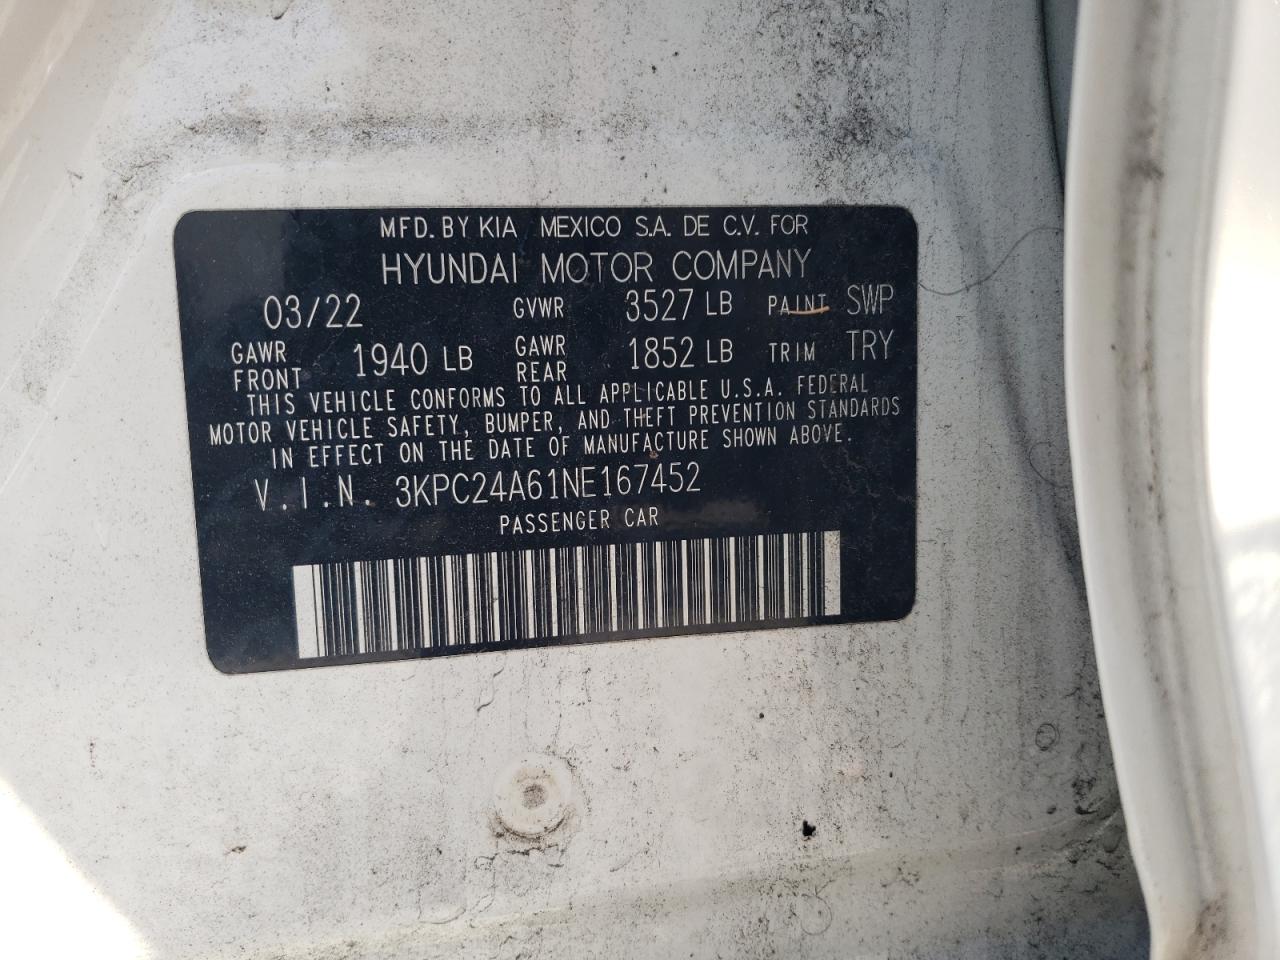 MFD. BY KIA MEXICO S.A. DE C.V. FOR
HYUNDAI MOTOR COMPANY
03/22 GVWR 3527 LB PAINT SWP
GAWR FRONT 1940 LB GAWR REAR 1852 LB TRIM TRY
THIS VEHICLE CONFORMS TO ALL APPLICABLE U.S.A. FEDERAL
MOTOR VEHICLE SAFETY, BUMPER, AND THEFT PREVENTION STANDARDS
IN EFFECT ON THE DATE OF MANUFACTURE SHOWN ABOVE.
V.I.N. 3KPC24A61NE167452
PASSENGER CAR